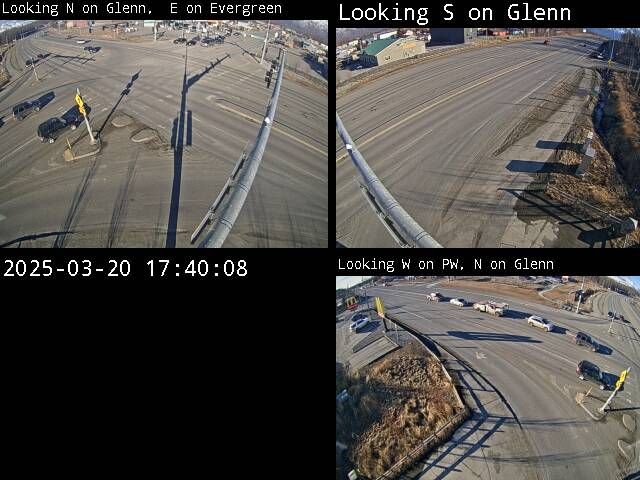 Looking N on Glenn, E on Evergreen
Looking S on Glenn
2025-03-20 17:40:08
Looking W on PW, N on Glenn